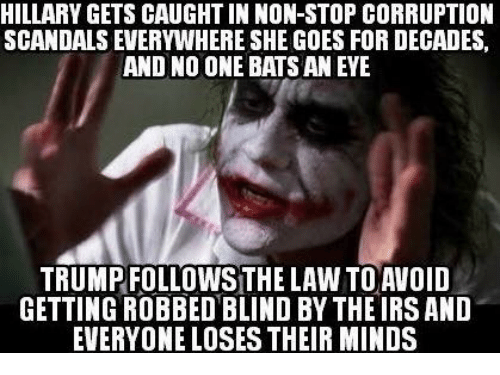 HILLARY GETS CAUGHT IN NON-STOP CORRUPTION
SCANDALS EVERYWHERE SHE GOES FOR DECADES,
AND NO ONE BATS AN EYE
TRUMP FOLLOWS THE LAW TO AVOID
GETTING ROBBED BLIND BY THE IRS AND
EVERYONE LOSES THEIR MINDS